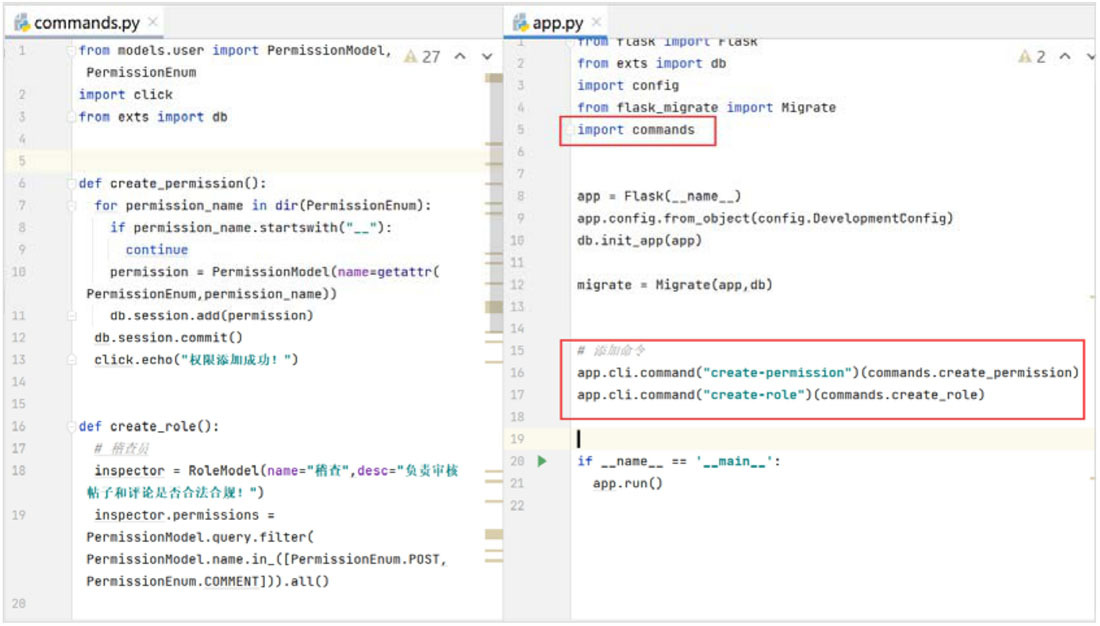 commands.py
27
1 from models.user import PermissionModel,
PermissionEnum
2 import click
3 from exts import db
4
5
6 def create_permission():
7 for permission_name in dir(PermissionEnum):
8 if permission_name.startswith("__"):
9 continue
10 permission = PermissionModel(name=getattr(
PermissionEnum,permission_name))
11 db.session.add(permission)
12 db.session.commit()
13 click.echo("权限添加成功！")
14
15
16 def create_role():
17 # 稽查员
18 inspector = RoleModel(name="稽查",desc="负责审核
帖子和评论是否合法合规！")
19 inspector.permissions =
PermissionModel.query.filter(
PermissionModel.name.in_([PermissionEnum.POST,
PermissionEnum.COMMENT])).all()
20
app.py
2
1 from flask import Flask
2 from exts import db
3 import config
4 from flask_migrate import Migrate
5 import commands
6
7
8 app = Flask(__name__)
9 app.config.from_object(config.DevelopmentConfig)
10 db.init_app(app)
11
12 migrate = Migrate(app,db)
13
14
15 # 添加命令
16 app.cli.command("create-permission")(commands.create_permission)
17 app.cli.command("create-role")(commands.create_role)
18
19
20 if __name__ == '__main__':
21 app.run()
22